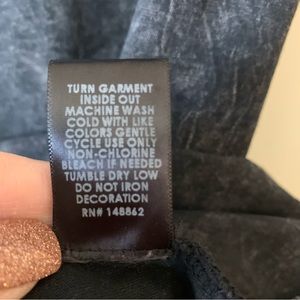 TURN GARMENT
INSIDE OUT
MACHINE WASH
COLD WITH LIKE
COLORS GENTLE
CYCLE USE ONLY
NON-CHLORINE
BLEACH IF NEEDED
TUMBLE DRY LOW
DO NOT IRON
DECORATION
RN# 148862